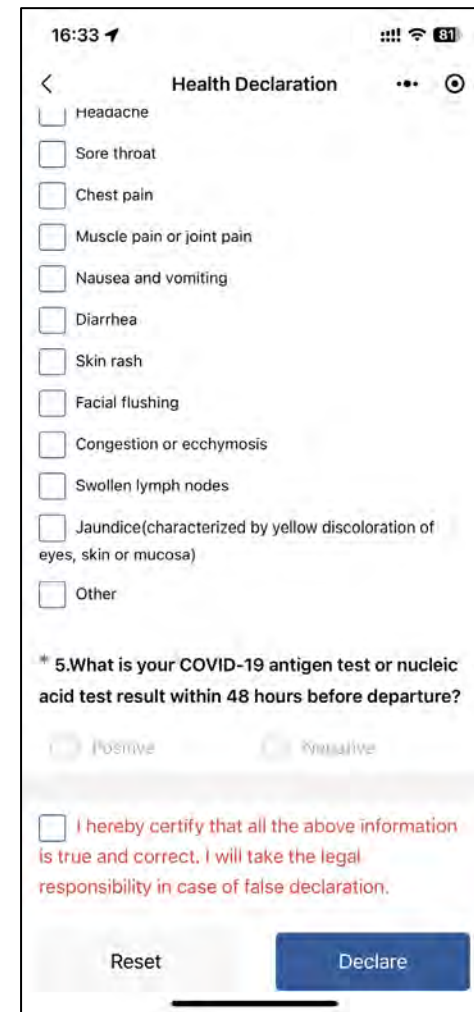 16:33
81
Health Declaration
Headache
Sore throat
Chest pain
Muscle pain or joint pain
Nausea and vomiting
Diarrhea
Skin rash
Facial flushing
Congestion or ecchymosis
Swollen lymph nodes
Jaundice(characterized by yellow discoloration of
eyes, skin or mucosa)
Other
* 5.What is your COVID-19 antigen test or nucleic
acid test result within 48 hours before departure?
Positive Negative
I hereby certify that all the above information
is true and correct. I will take the legal
responsibility in case of false declaration.
Reset Declare